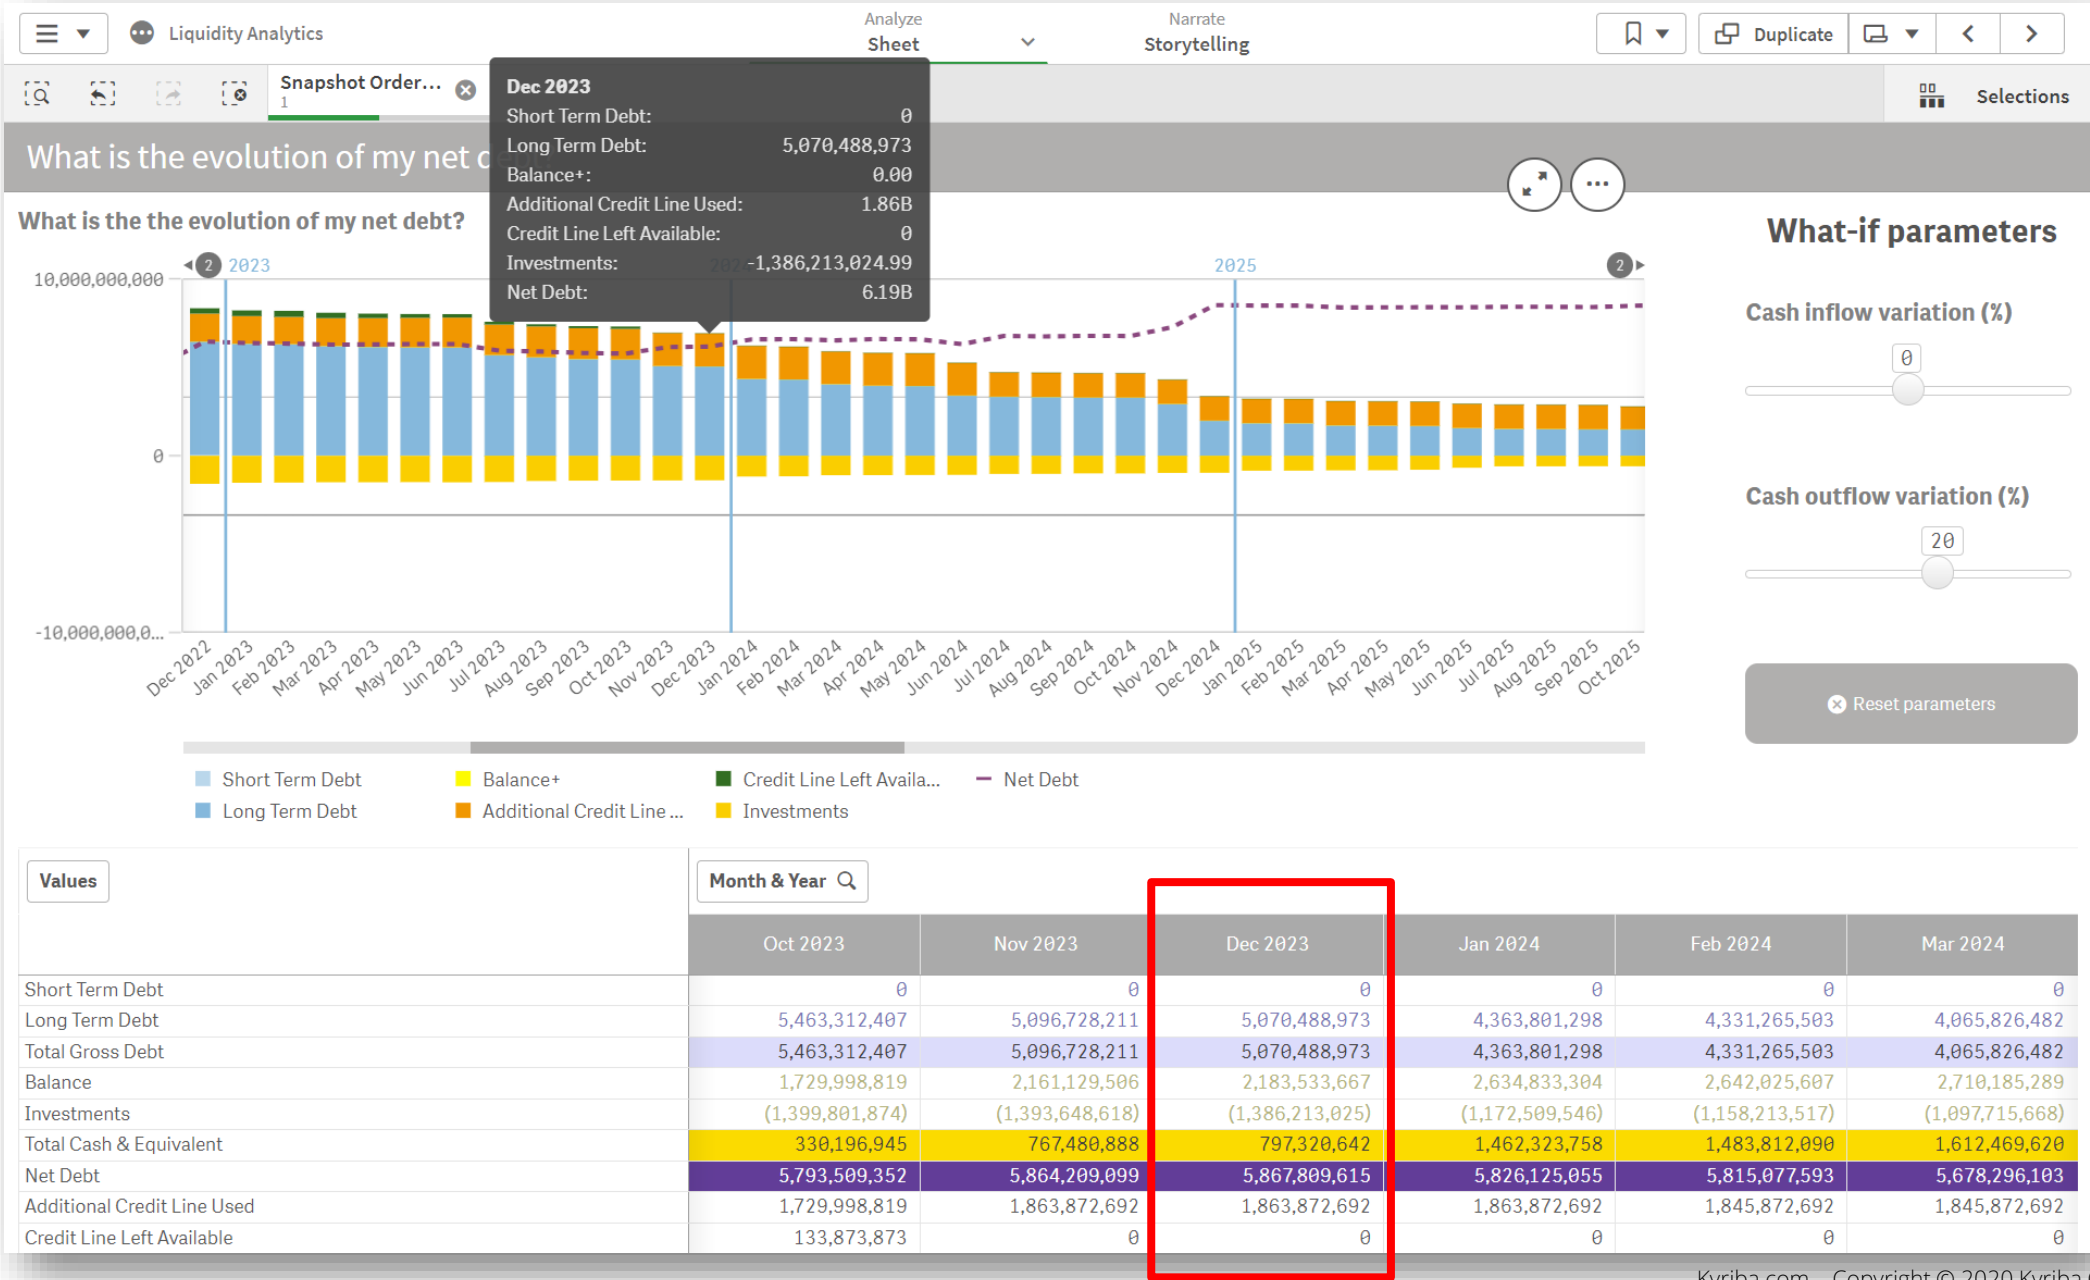 Analyze
Narrate
Liquidity Analytics
Sheet
Storytelling
Duplicate
Snapshot Order...
1
Selections
Dec 2023
Short Term Debt: 0
Long Term Debt: 5,070,488,973
Balance+: 0.00
Additional Credit Line Used: 1.86B
Credit Line Left Available: 0
Investments: -1,386,213,024.99
Net Debt: 6.19B
What is the evolution of my net
What is the the evolution of my net debt?
What-if parameters
2 2023 2025 2
10,000,000,000
0
-10,000,000,0...
Cash inflow variation (%)
0
Cash outflow variation (%)
20
Reset parameters
Dec 2022 Jan 2023 Feb 2023 Mar 2023 Apr 2023 May 2023 Jun 2023 Jul 2023 Aug 2023 Sep 2023 Oct 2023 Nov 2023 Dec 2023 Jan 2024 Feb 2024 Mar 2024 Apr 2024 May 2024 Jun 2024 Jul 2024 Aug 2024 Sep 2024 Oct 2024 Nov 2024 Dec 2024 Jan 2025 Feb 2025 Mar 2025 Apr 2025 May 2025 Jun 2025 Jul 2025 Aug 2025 Sep 2025 Oct 2025
Short Term Debt Balance+ Credit Line Left Availa... Net Debt
Long Term Debt Additional Credit Line ... Investments
Values Month & Year
Oct 2023 Nov 2023 Dec 2023 Jan 2024 Feb 2024 Mar 2024
Short Term Debt 0 0 0 0 0 0
Long Term Debt 5,463,312,407 5,096,728,211 5,070,488,973 4,363,801,298 4,331,265,503 4,065,826,482
Total Gross Debt 5,463,312,407 5,096,728,211 5,070,488,973 4,363,801,298 4,331,265,503 4,065,826,482
Balance 1,729,998,819 2,161,129,506 2,183,533,667 2,634,833,304 2,642,025,607 2,710,185,289
Investments (1,399,801,874) (1,393,648,618) (1,386,213,025) (1,172,509,546) (1,158,213,517) (1,097,715,668)
Total Cash & Equivalent 330,196,945 767,480,888 797,320,642 1,462,323,758 1,483,812,090 1,612,469,620
Net Debt 5,793,509,352 5,864,209,099 5,867,809,615 5,826,125,055 5,815,077,593 5,678,296,103
Additional Credit Line Used 1,729,998,819 1,863,872,692 1,863,872,692 1,863,872,692 1,845,872,692 1,845,872,692
Credit Line Left Available 133,873,873 0 0 0 0 0
Kyriba.com Copyright © 2020 Kyriba